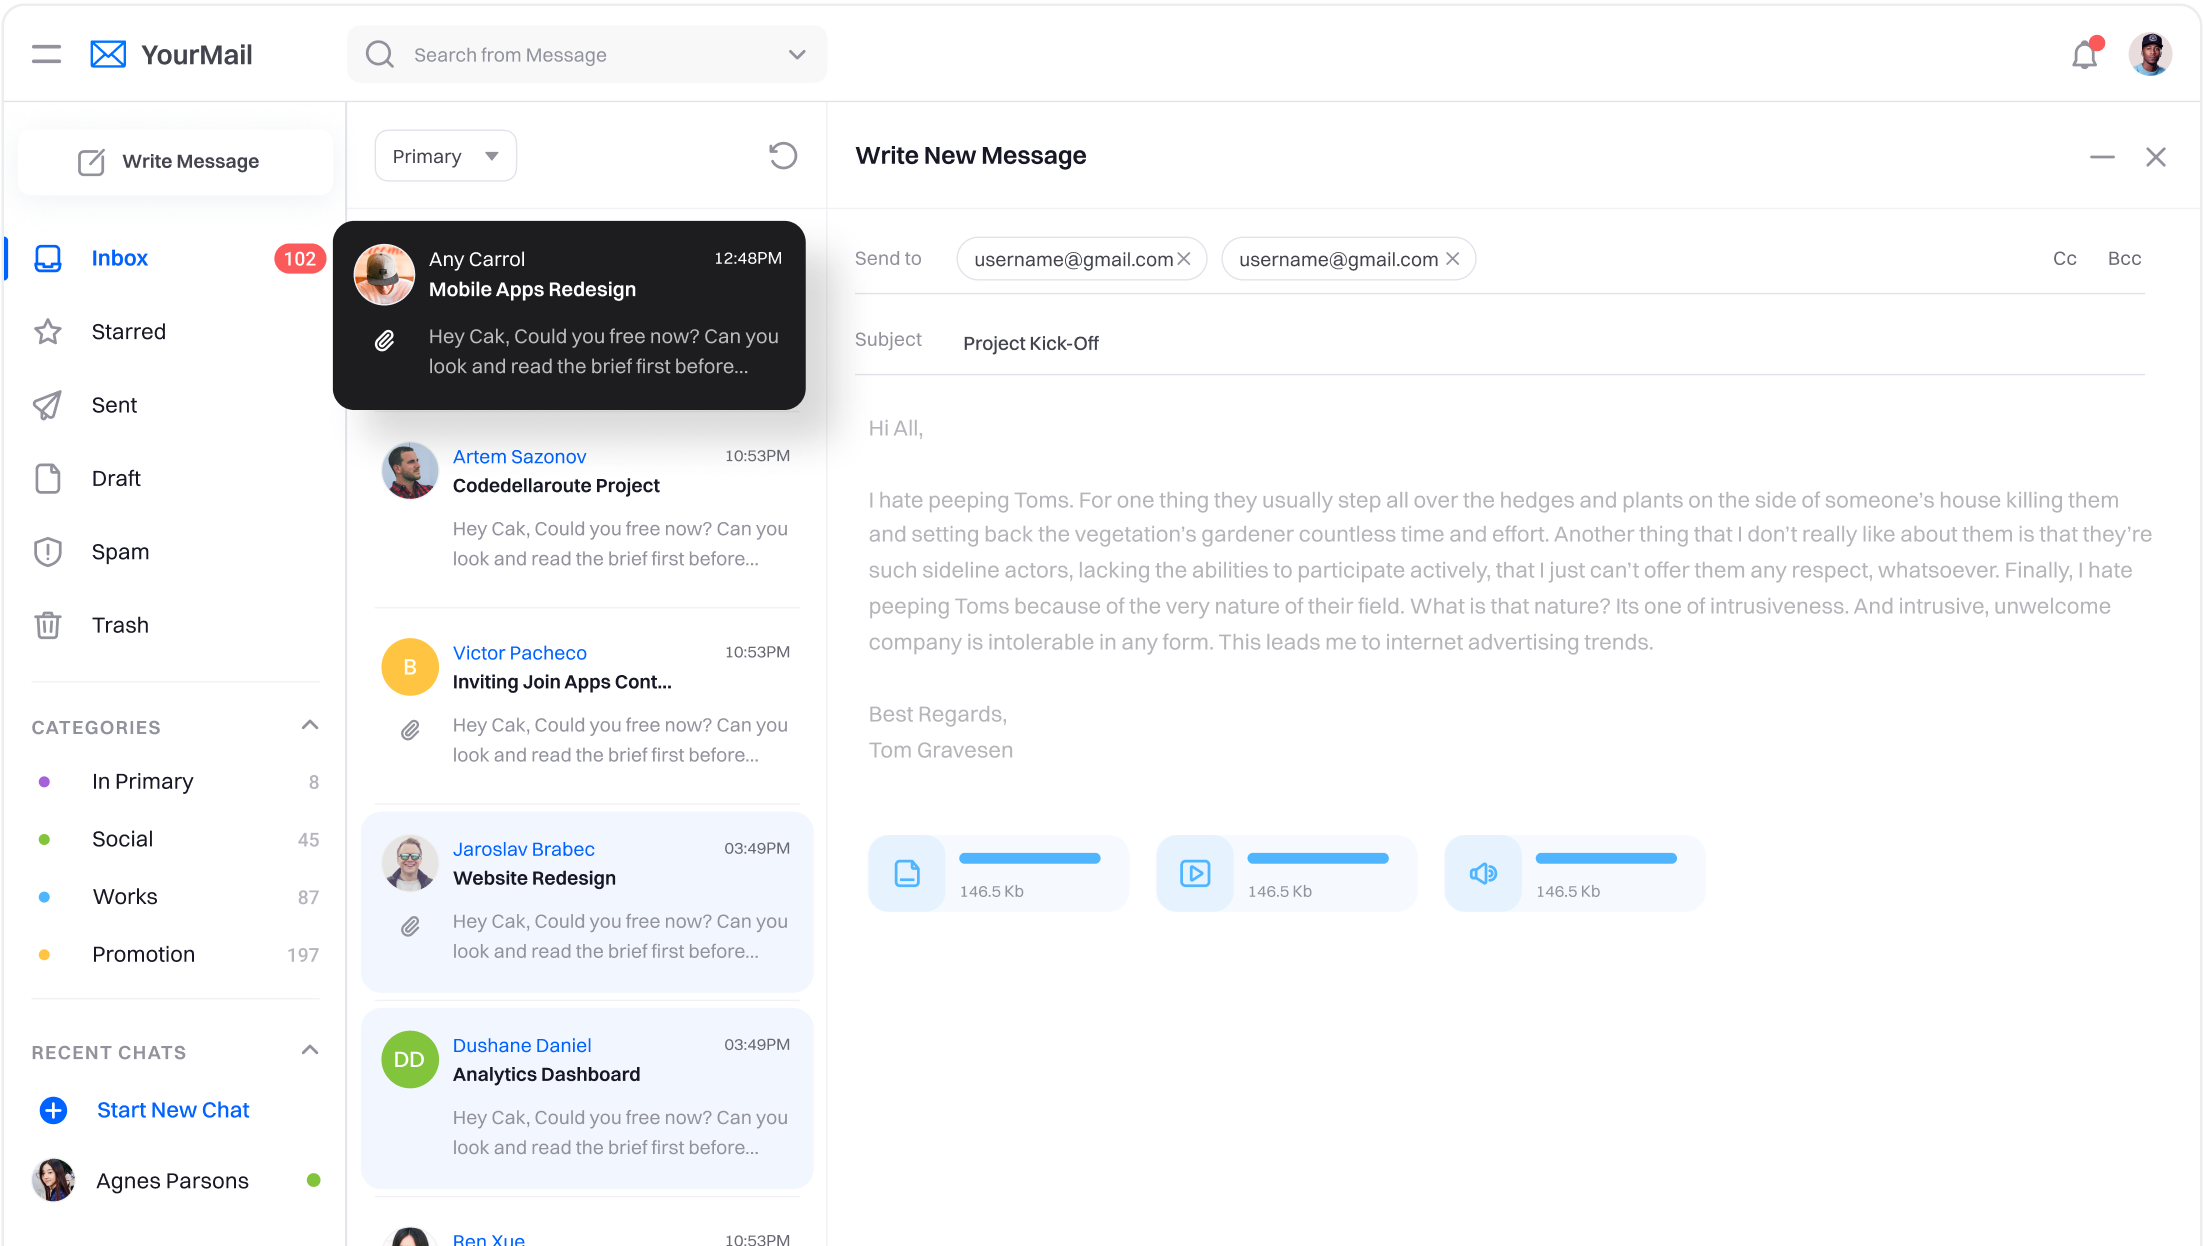 YourMail
Search from Message
Write Message
Inbox
102
Starred
Sent
Draft
Spam
Trash
CATEGORIES
In Primary
8
Social
45
Works
87
Promotion
197
RECENT CHATS
Start New Chat
Agnes Parsons
Primary
Any Carrol
12:48PM
Mobile Apps Redesign
Hey Cak, Could you free now? Can you
look and read the brief first before...
Artem Sazonov
10:53PM
Codedellaroute Project
Hey Cak, Could you free now? Can you
look and read the brief first before...
B
Victor Pacheco
10:53PM
Inviting Join Apps Cont...
Hey Cak, Could you free now? Can you
look and read the brief first before...
Jaroslav Brabec
03:49PM
Website Redesign
Hey Cak, Could you free now? Can you
look and read the brief first before...
DD
Dushane Daniel
03:49PM
Analytics Dashboard
Hey Cak, Could you free now? Can you
look and read the brief first before...
Ren Xue
10:53PM
Write New Message
Send to
username@gmail.com
username@gmail.com
Cc
Bcc
Subject
Project Kick-Off
Hi All,
I hate peeping Toms. For one thing they usually step all over the hedges and plants on the side of someone’s house killing them
and setting back the vegetation’s gardener countless time and effort. Another thing that I don’t really like about them is that they’re
such sideline actors, lacking the abilities to participate actively, that I just can’t offer them any respect, whatsoever. Finally, I hate
peeping Toms because of the very nature of their field. What is that nature? Its one of intrusiveness. And intrusive, unwelcome
company is intolerable in any form. This leads me to internet advertising trends.
Best Regards,
Tom Gravesen
146.5 Kb
146.5 Kb
146.5 Kb